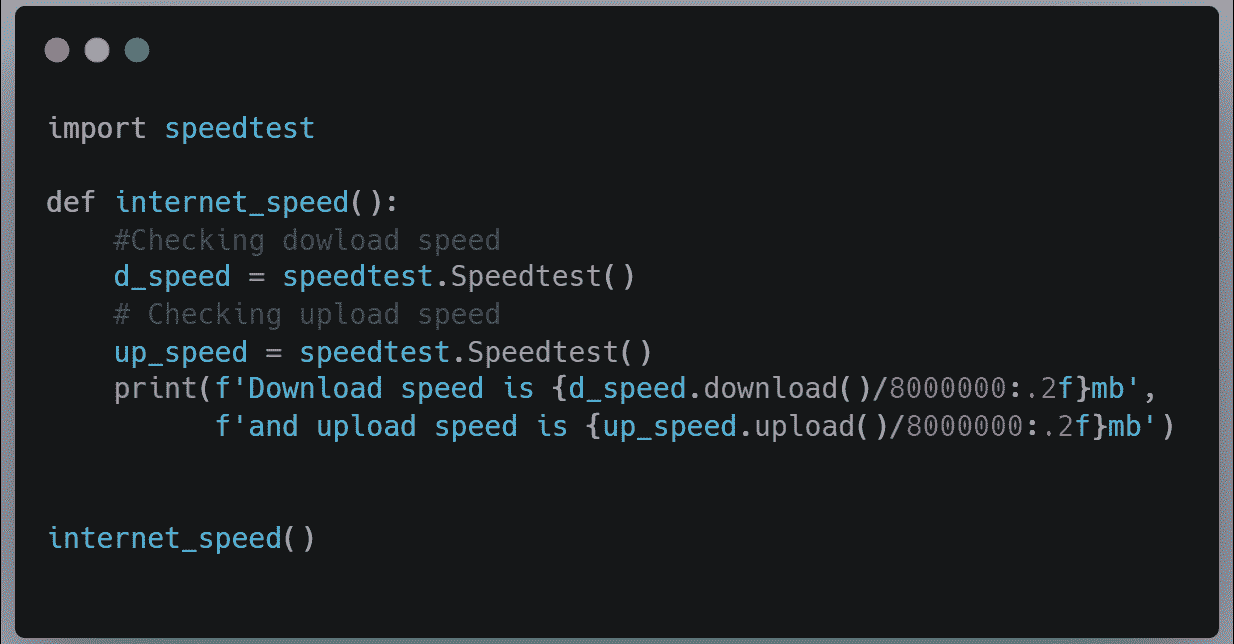 import speedtest
def internet_speed():
    #Checking dowload speed
    d_speed = speedtest.Speedtest()
    # Checking upload speed
    up_speed = speedtest.Speedtest()
    print(f'Download speed is {d_speed.download()/8000000:.2f}mb',
          f'and upload speed is {up_speed.upload()/8000000:.2f}mb')
internet_speed()